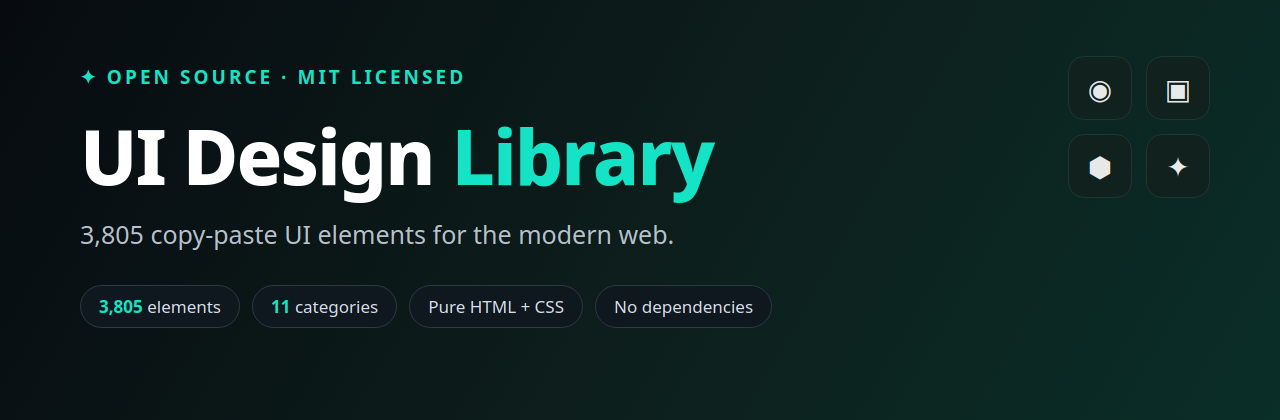 ✦ OPEN SOURCE · MIT LICENSED
UI Design Library
3,805 copy-paste UI elements for the modern web.
3,805 elements
11 categories
Pure HTML + CSS
No dependencies